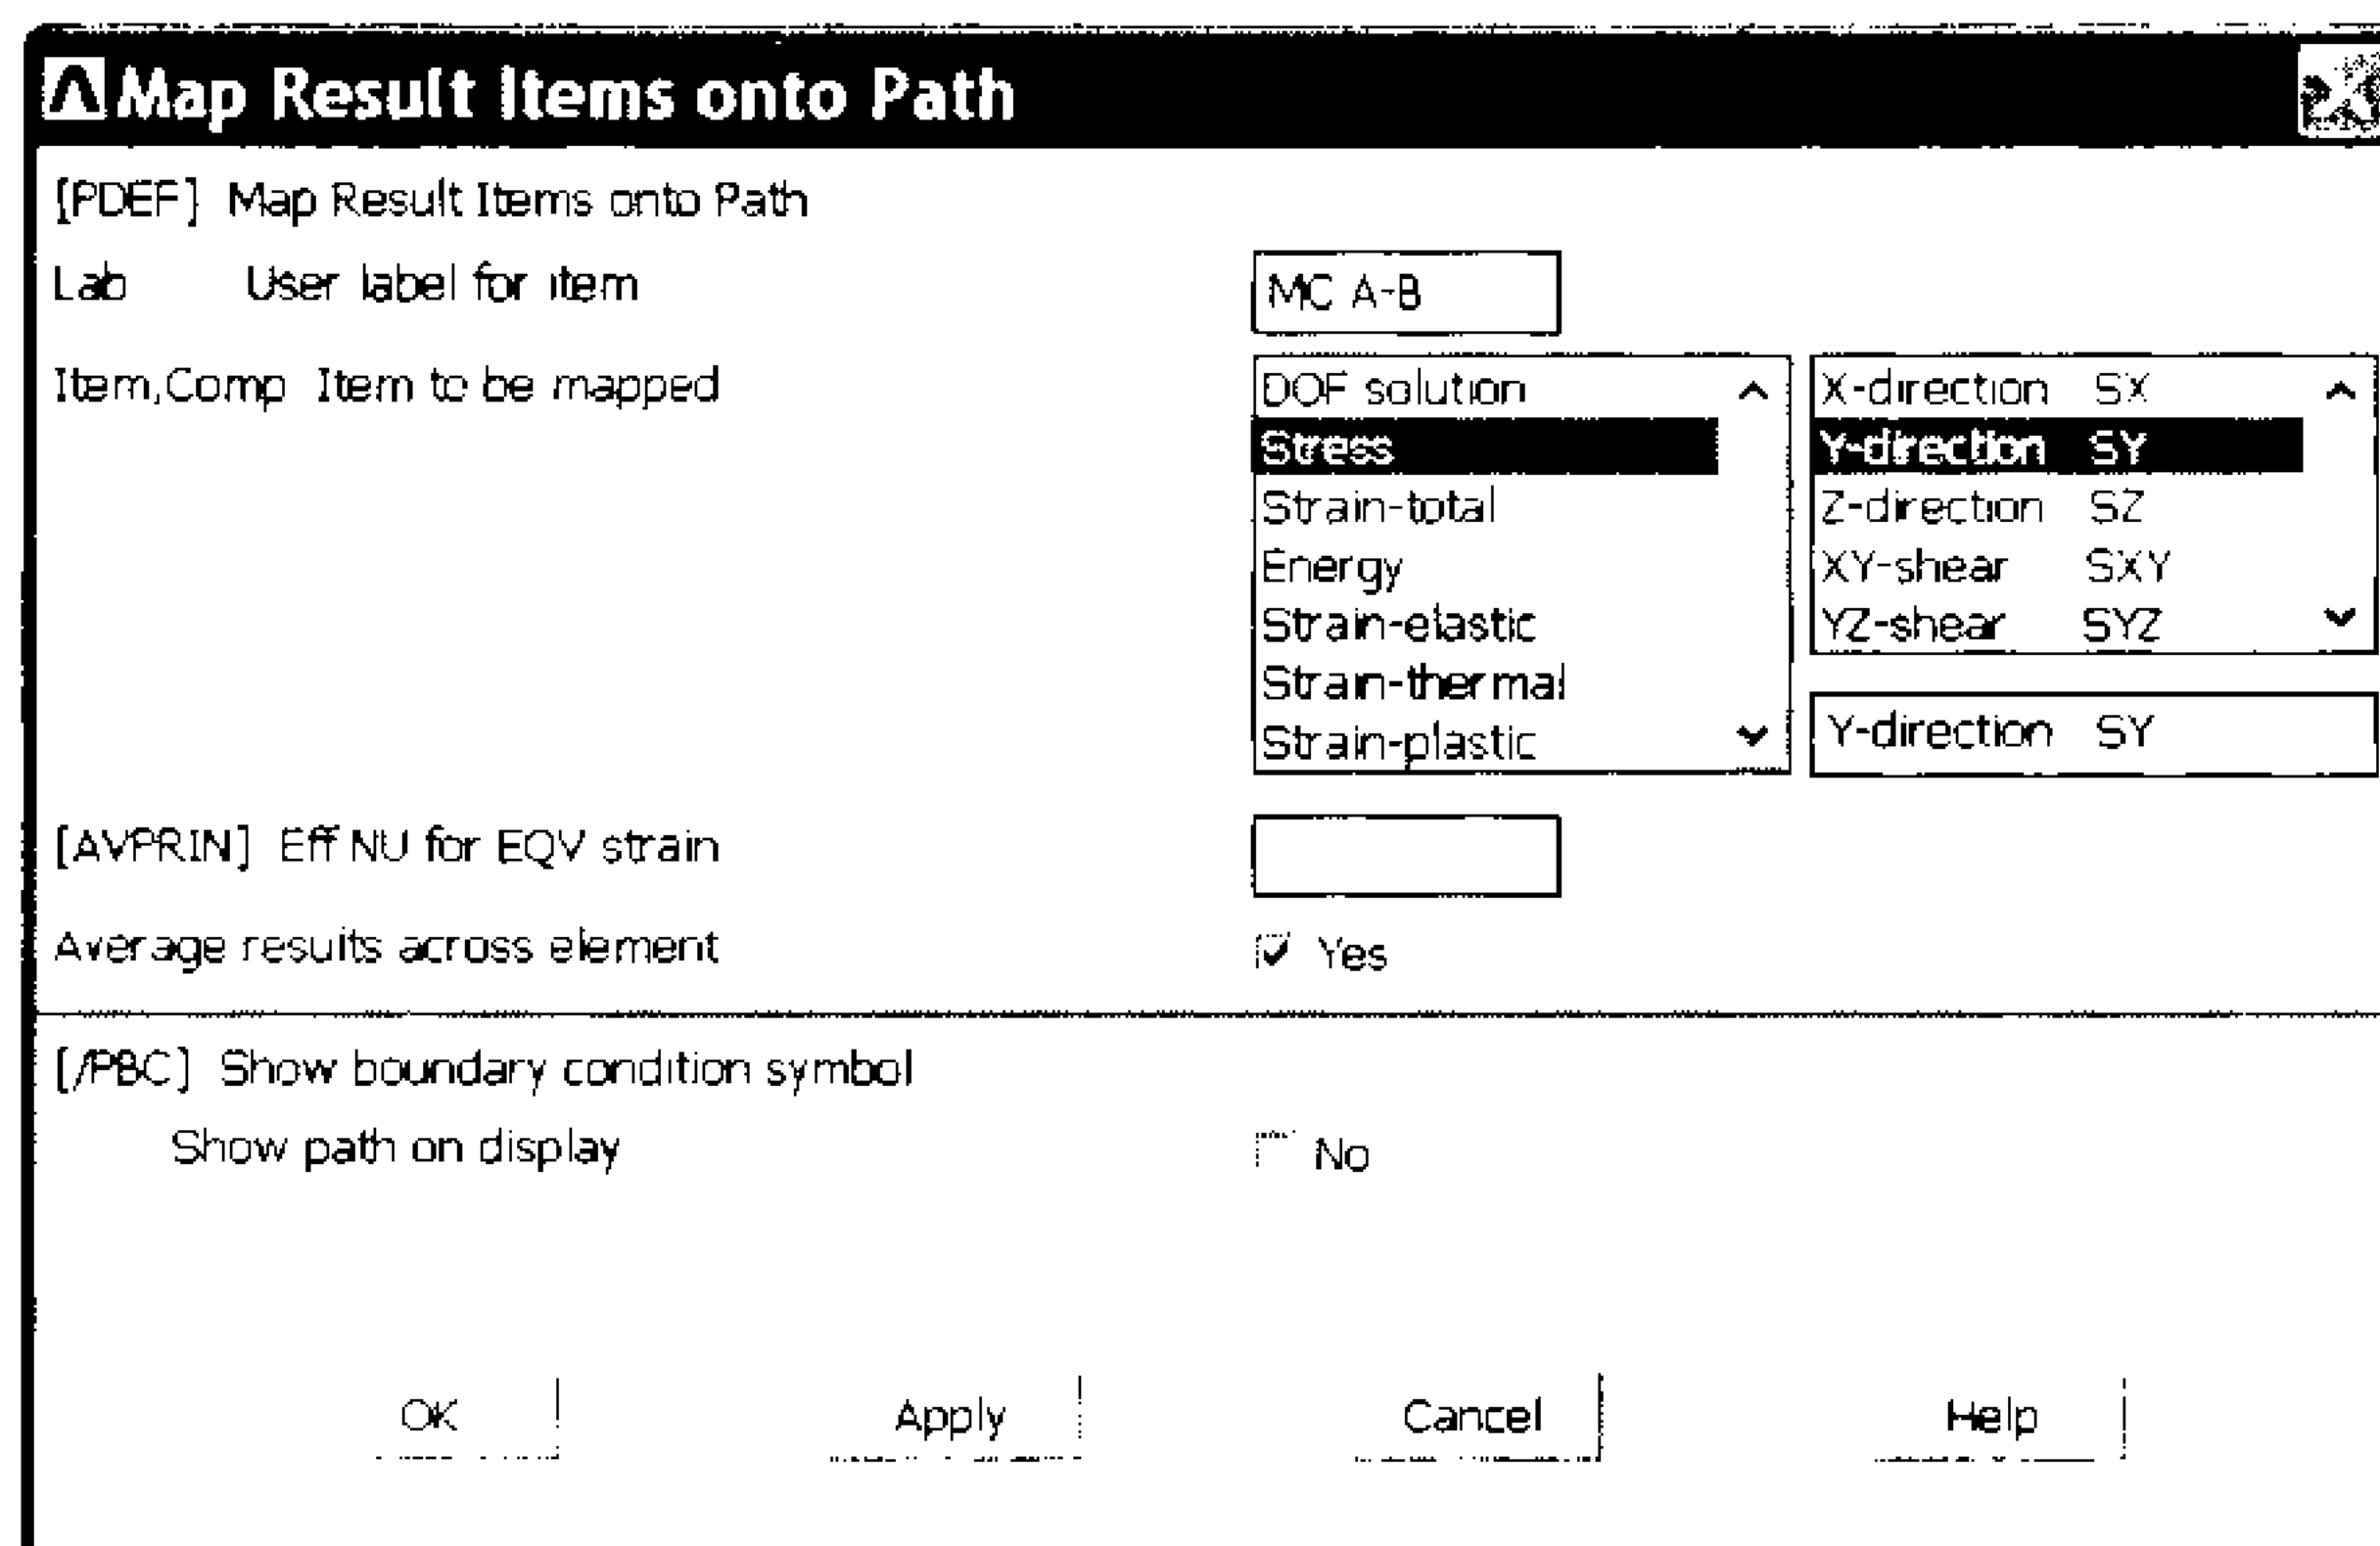 Map Result Items onto Path
[PDEF] Map Result Items onto Path
Lab User label for item
MC A-B
Item,Comp Item to be mapped
DOF solution
Stress
Strain-total
Energy
Strain-elastic
Strain-thermal
Strain-plastic
X-direction SX
Y-direction SY
Z-direction SZ
XY-shear SXY
YZ-shear SYZ
Y-direction SY
[AVPRIN] Eff NU for EQV strain
Average results across element
Yes
[/PBC] Show boundary condition symbol
Show path on display
No
OK Apply Cancel Help